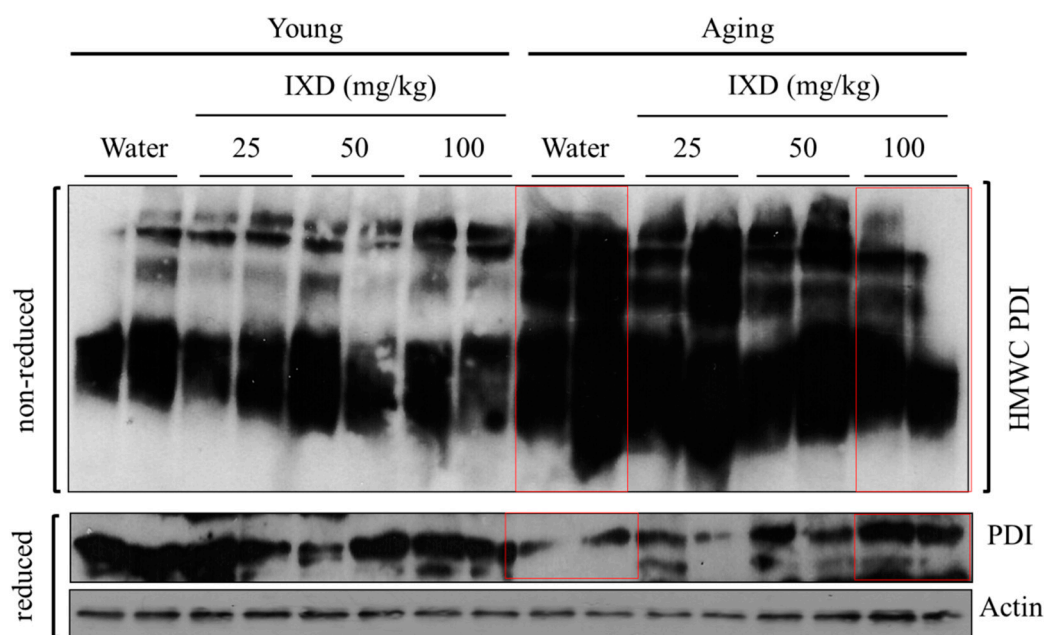 Young Aging
IXD (mg/kg) IXD (mg/kg)
Water 25 50 100 Water 25 50 100
non-reduced
HMWC PDI
reduced
PDI
Actin